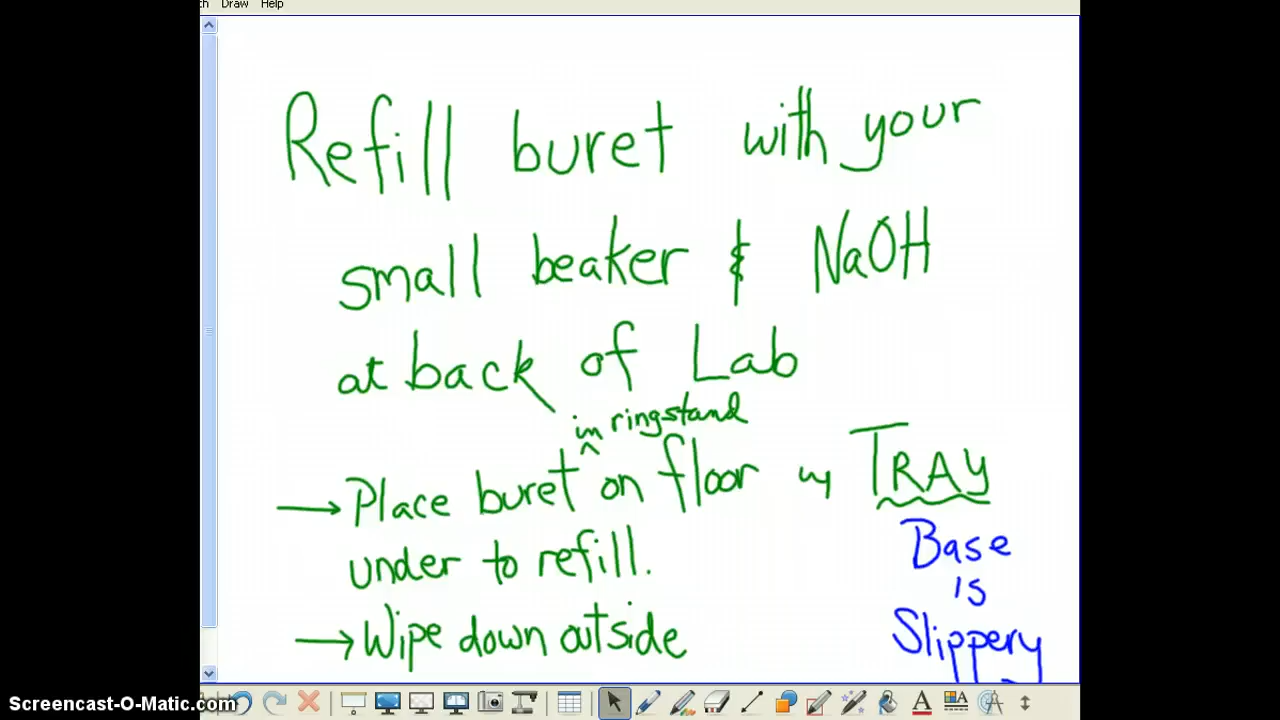 Draw Help
Refill buret with your
small beaker & NaOH
at back of Lab
in ringstand
→ Place buret ^ on floor w/ TRAY
under to refill.
→ Wipe down outside
Base
is
Slippery
Screencast-O-Matic.com